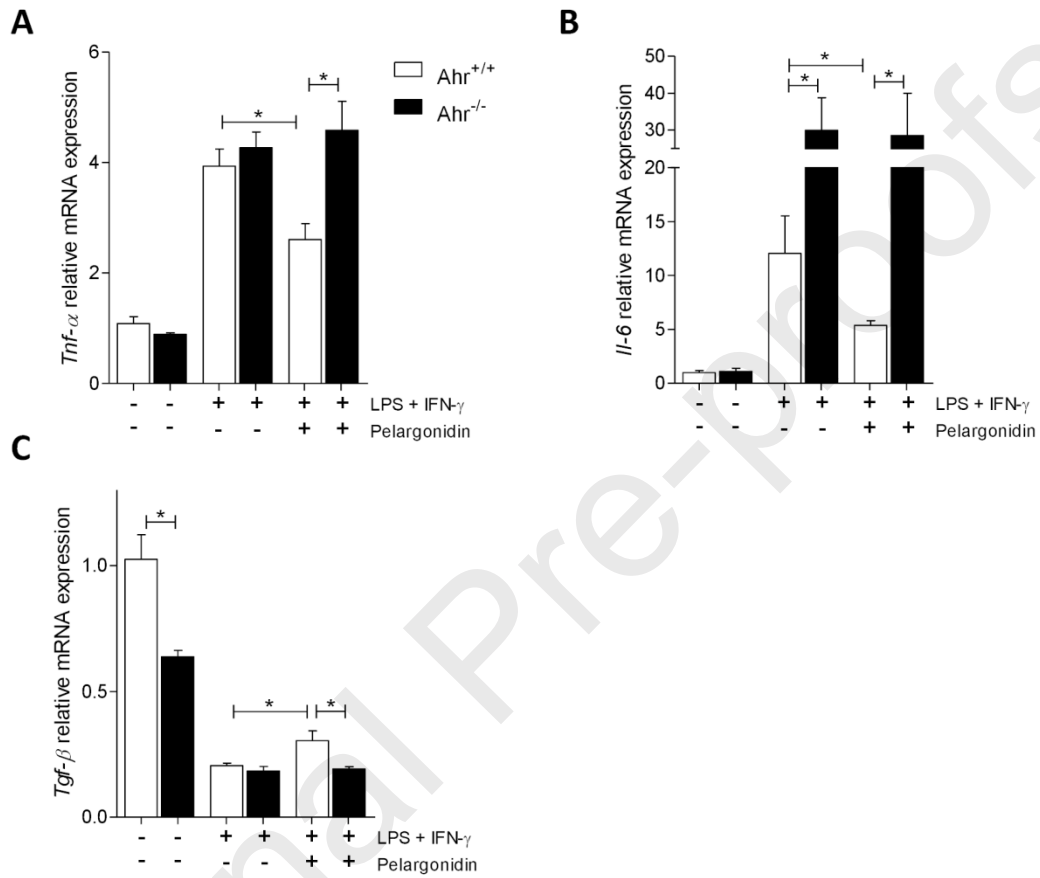 A
Tnf-α relative mRNA expression
6
4
2
0
Ahr+/+
Ahr-/-
*
*
- - + + + + LPS + IFN-γ
- - - - + + Pelargonidin
B
Il-6 relative mRNA expression
50
40
30
20
15
10
5
0
*
*
*
- - + + + + LPS + IFN-γ
- - - - + + Pelargonidin
C
Tgf-β relative mRNA expression
1.0
0.5
0.0
*
*
*
- - + + + + LPS + IFN-γ
- - - - + + Pelargonidin
nal Pre-proofs